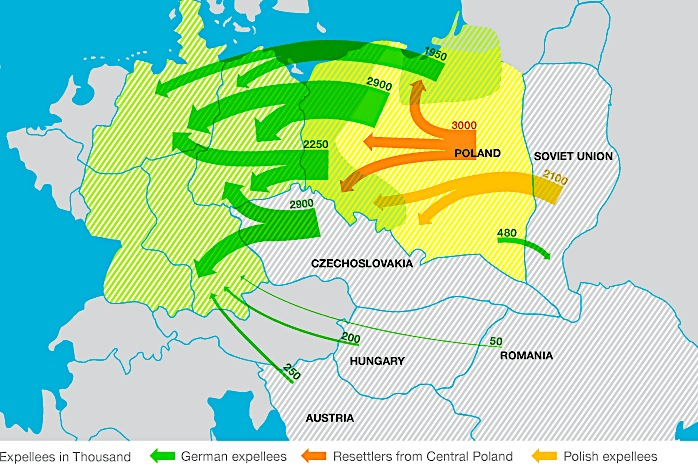 1950
2900
3000
2250
POLAND
SOVIET UNION
2100
2900
480
CZECHOSLOVAKIA
200
50
HUNGARY
ROMANIA
250
AUSTRIA
Expellees in Thousand
German expellees
Resettlers from Central Poland
Polish expellees